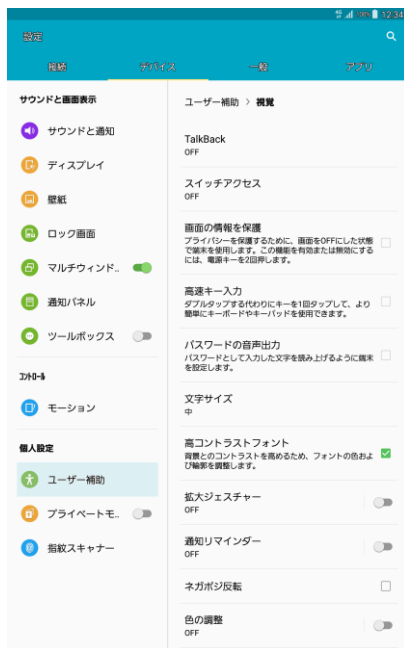 12:34
設定
接続
デバイス
一般
アプリ
サウンドと画面表示
サウンドと通知
ディスプレイ
壁紙
ロック画面
マルチウィンド..
通知パネル
ツールボックス
コントロール
モーション
個人設定
ユーザー補助
プライベートモ..
指紋スキャナー
ユーザー補助 > 視覚
TalkBack
OFF
スイッチアクセス
OFF
画面の情報を保護
プライバシーを保護するために、画面をOFFにした状態
で端末を使用します。この機能を有効または無効にする
には、電源キーを2回押します。
高速キー入力
ダブルタップする代わりにキーを1回タップして、より
簡単にキーボードやキーパッドを使用できます。
パスワードの音声出力
パスワードとして入力した文字を読み上げるように端末
を設定します。
文字サイズ
中
高コントラストフォント
背景とのコントラストを高めるため、フォントの色およ
び輪郭を調整します。
拡大ジェスチャー
OFF
通知リマインダー
OFF
ネガポジ反転
色の調整
OFF